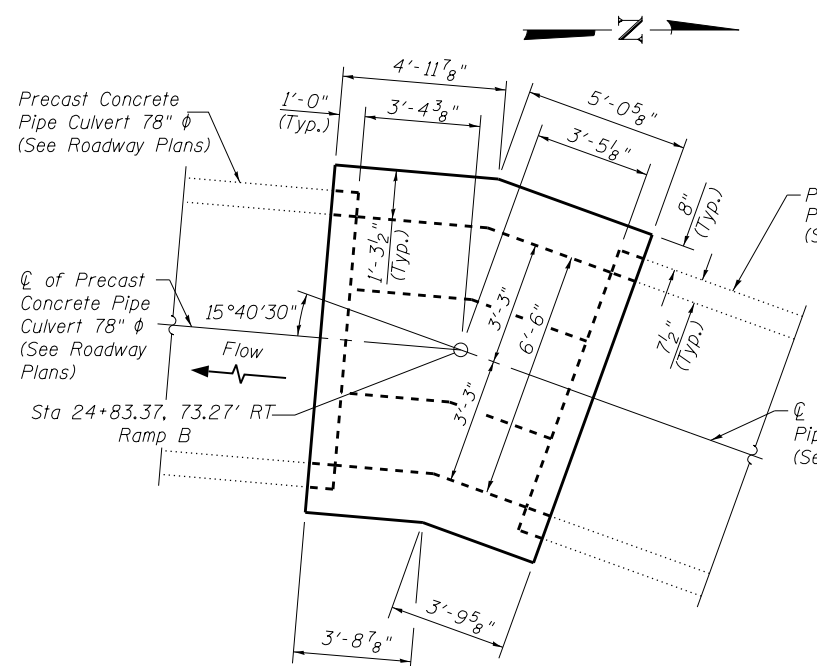 N
4'-11 7/8"
5'-0 5/8"
Precast Concrete
Pipe Culvert 78" ϕ
(See Roadway Plans)
1'-0"
(Typ.)
3'-4 3/8"
3'-5 1/8"
8"
(Typ.)
P
P
(S
1'-3 1/2"
(Typ.)
℄ of Precast
Concrete Pipe
Culvert 78" ϕ
(See Roadway
Plans)
15°40'30"
3'-3"
6'-6"
7 1/2"
(Typ.)
Flow
3'-3"
Sta 24+83.37, 73.27' RT
Ramp B
℄
Pip
(Se
3'-9 5/8"
3'-8 7/8"